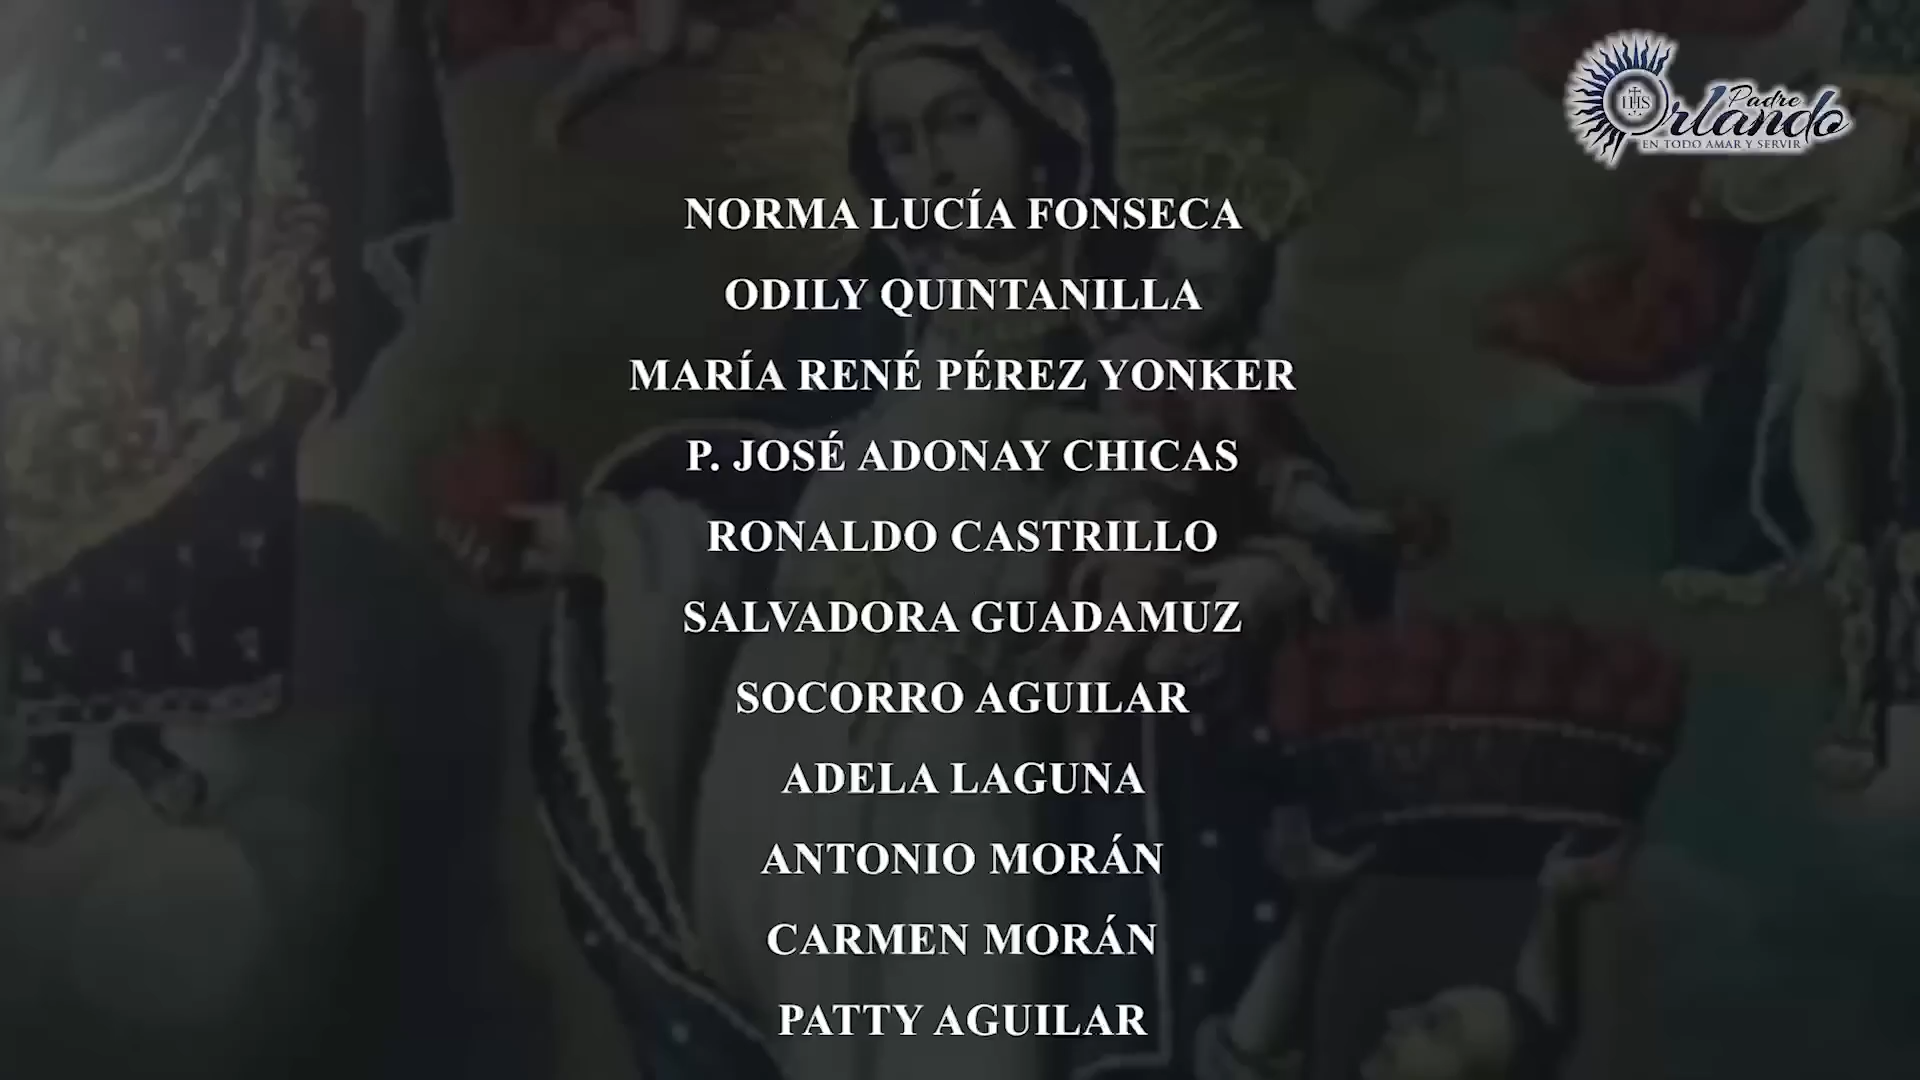 Padre
Orlando
IHS
EN TODO AMAR Y SERVIR
NORMA LUCÍA FONSECA
ODILY QUINTANILLA
MARÍA RENÉ PÉREZ YONKER
P. JOSÉ ADONAY CHICAS
RONALDO CASTRILLO
SALVADORA GUADAMUZ
SOCORRO AGUILAR
ADELA LAGUNA
ANTONIO MORÁN
CARMEN MORÁN
PATTY AGUILAR